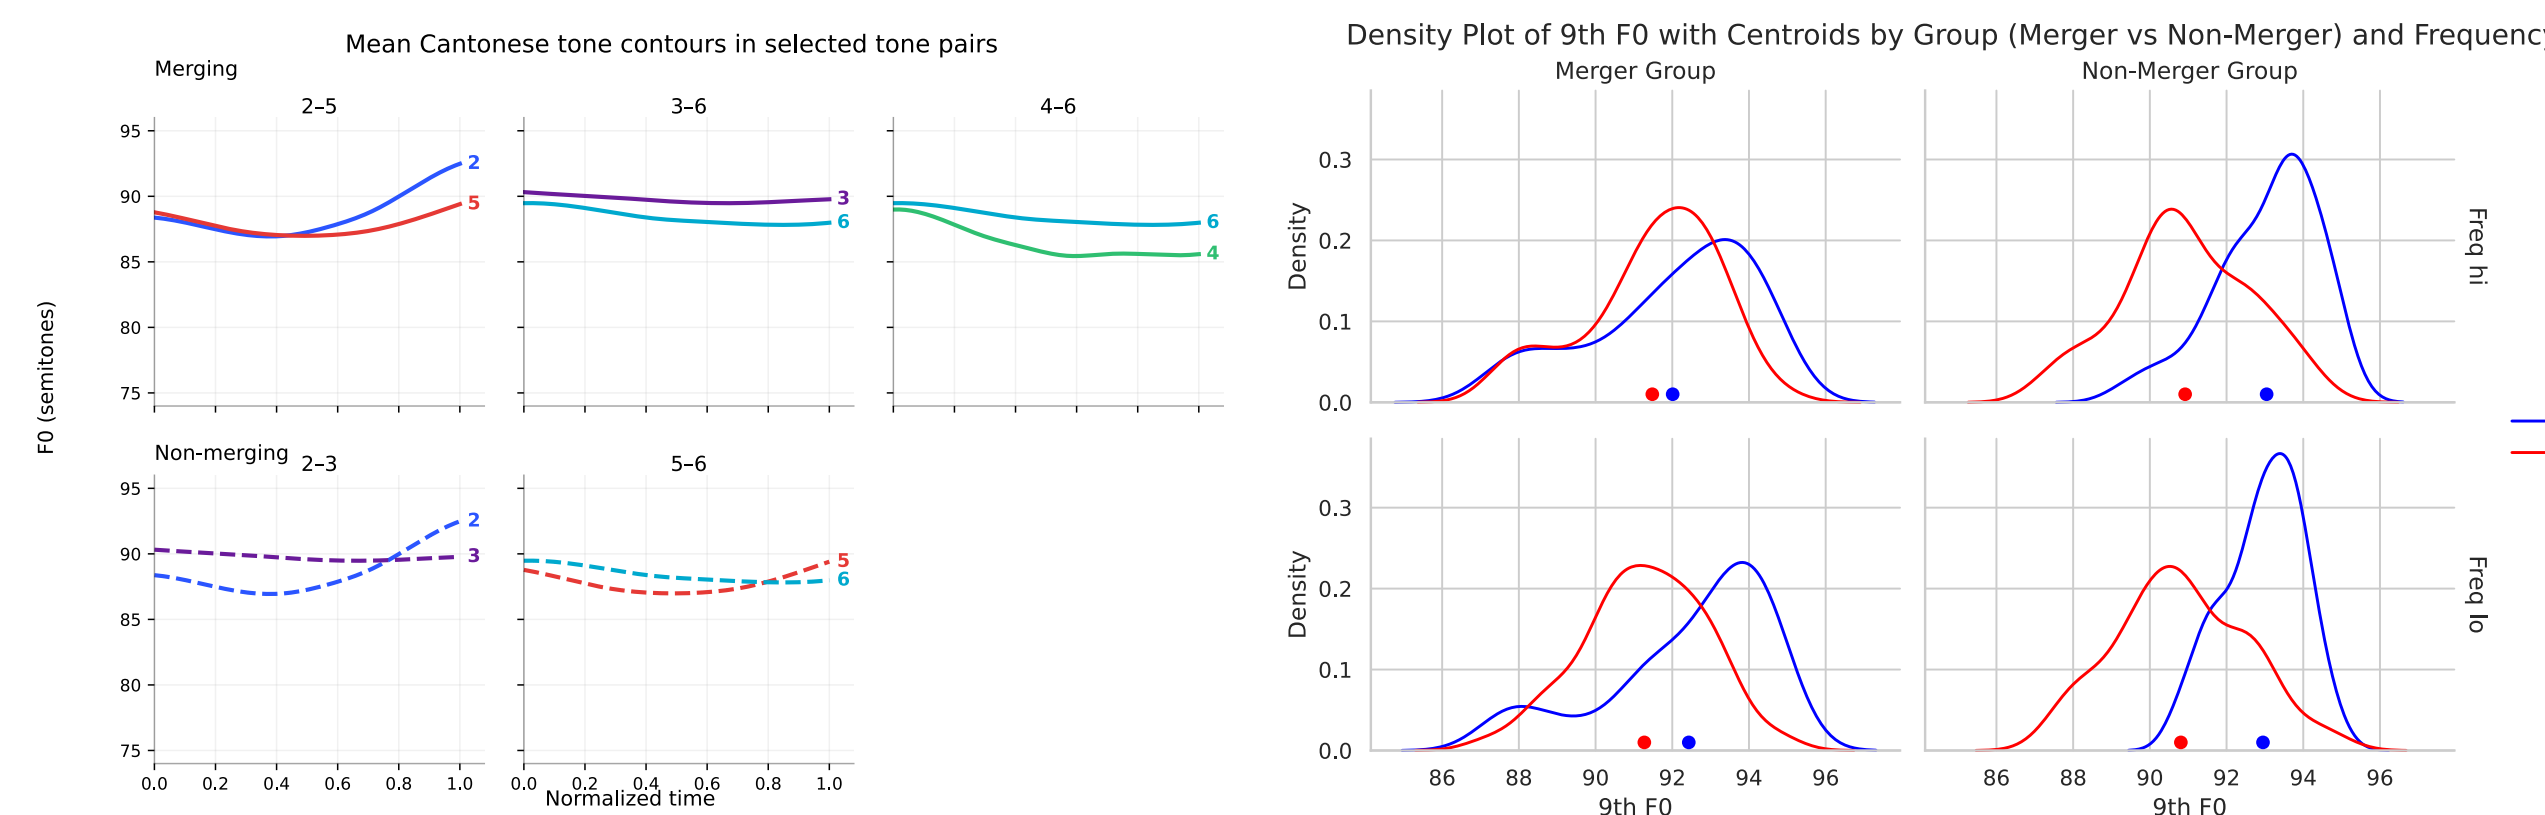 Mean Cantonese tone contours in selected tone pairs
Merging
2–5
3–6
4–6
95
90
85
80
75
2
5
3
6
6
4
F0 (semitones)
Non-merging
2–3
5–6
95
90
85
80
75
2
3
5
6
0.0 0.2 0.4 0.6 0.8 1.0
0.0 0.2 0.4 0.6 0.8 1.0
Normalized time
Density Plot of 9th F0 with Centroids by Group (Merger vs Non-Merger) and Frequency
Merger Group
Non-Merger Group
0.3
0.2
0.1
0.0
Density
Freq hi
0.3
0.2
0.1
0.0
Density
Freq lo
86 88 90 92 94 96
86 88 90 92 94 96
9th F0
9th F0